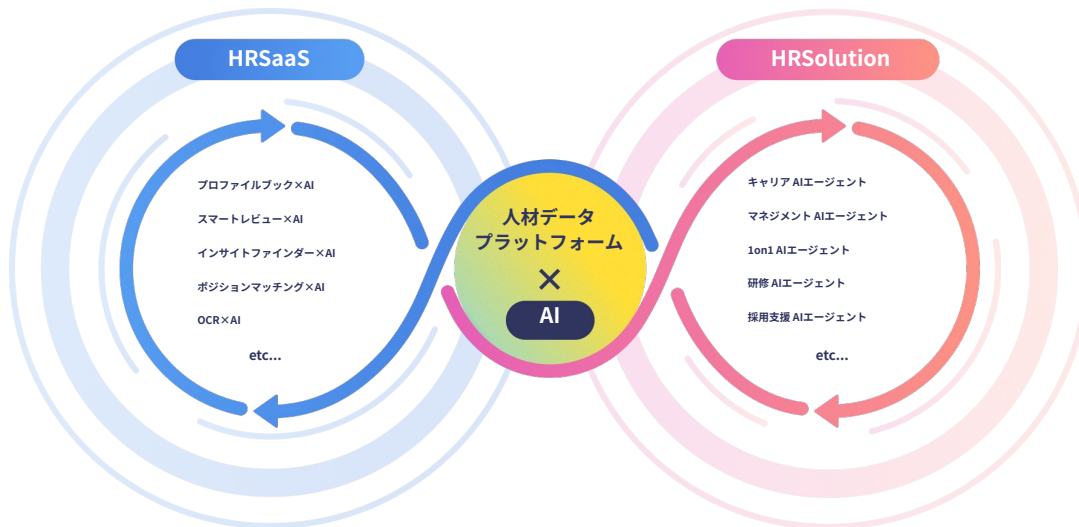 HRSaaS
プロファイルブック×AI
スマートレビュー×AI
インサイトファインダー×AI
ポジションマッチング×AI
OCR×AI
etc...
人材データ
プラットフォーム
×
AI
HRSolution
キャリア AIエージェント
マネジメント AIエージェント
1on1 AIエージェント
研修 AIエージェント
採用支援 AIエージェント
etc...